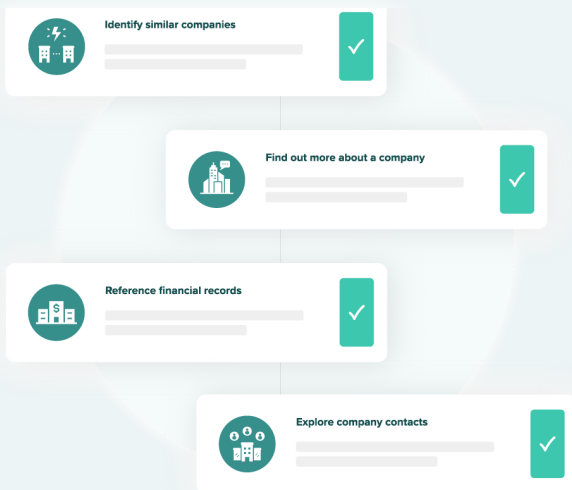 Identify similar companies
Find out more about a company
Reference financial records
$
Explore company contacts